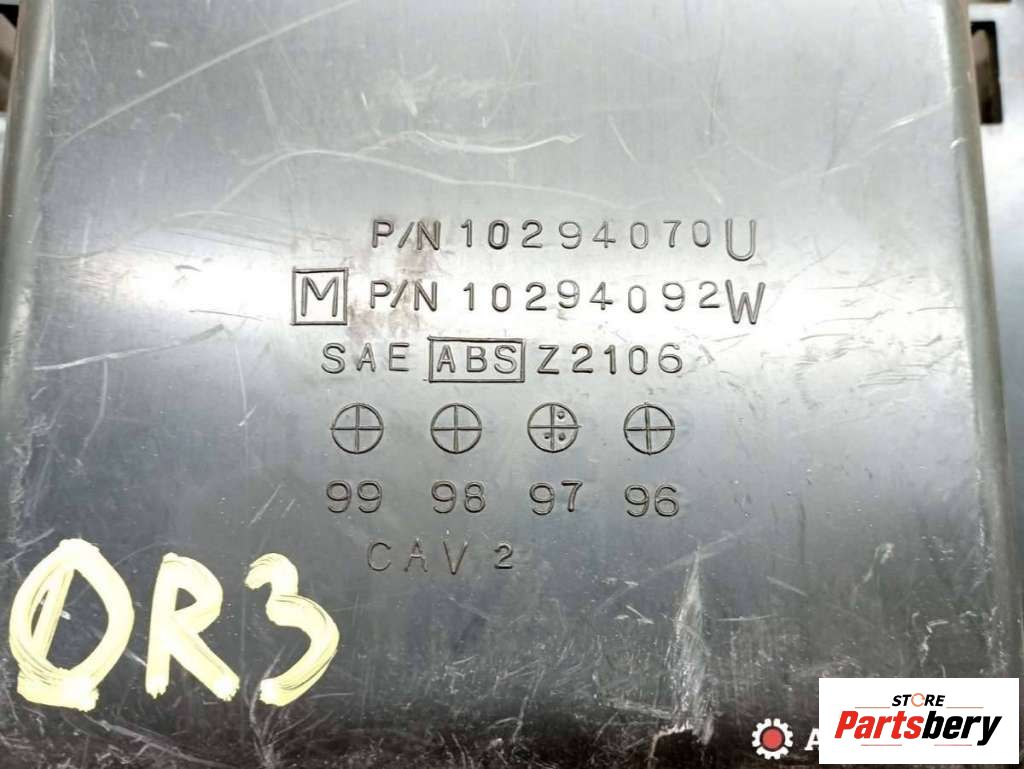 P/N 10294070U
M P/N 10294092W
SAE ABS Z2106
99 98 97 96
CAV 2
OR3
STORE
Partsbery
A